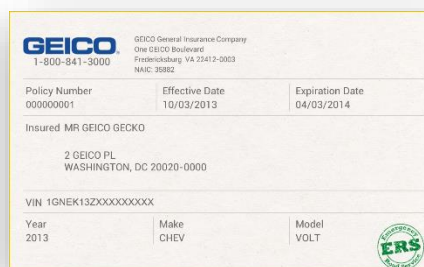 GEICO
1-800-841-3000
GEICO General Insurance Company
One GEICO Boulevard
Fredericksburg VA 22412-0003
NAIC: 35882
Policy Number Effective Date Expiration Date
000000001 10/03/2013 04/03/2014
Insured MR GEICO GECKO
2 GEICO PL
WASHINGTON, DC 20020-0000
VIN 1GNEK13ZXXXXXXXXX
Year Make Model
2013 CHEV VOLT
Emergency
ERS
Road Service